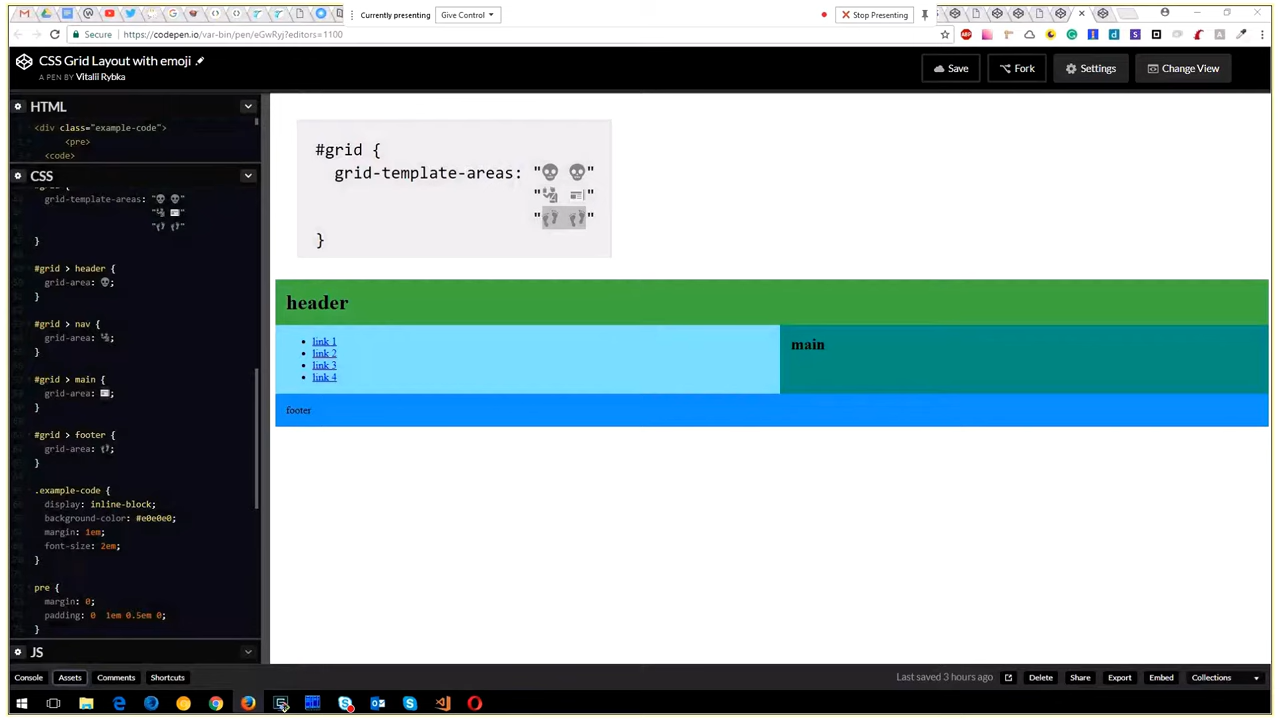 Currently presenting
Give Control
Stop Presenting
Secure
https://codepen.io/var-bin/pen/eGwRyj?editors=1100
CSS Grid Layout with emoji
A PEN BY Vitalii Rybka
Save
Fork
Settings
Change View
HTML
<div class="example-code">
<pre>
<code>
CSS
grid-template-areas: "💀 💀"
"
"
"👣 👣"
}
#grid > header {
grid-area: 💀;
}
#grid > nav {
grid-area: ;
}
#grid > main {
grid-area: ;
}
#grid > footer {
grid-area: 👣;
}
.example-code {
display: inline-block;
background-color: #e0e0e0;
margin: 1em;
font-size: 2em;
}
pre {
margin: 0;
padding: 0 1em 0.5em 0;
}
JS
#grid {
grid-template-areas: "💀 💀"
" "
"👣 👣"
}
header
link 1
link 2
link 3
link 4
main
footer
Console
Assets
Comments
Shortcuts
Last saved 3 hours ago
Delete
Share
Export
Embed
Collections